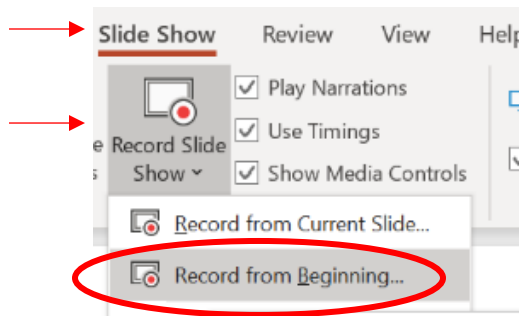 Slide Show Review View Help
Play Narrations
Use Timings
Record Slide
Show
Show Media Controls
Record from Current Slide...
Record from Beginning...